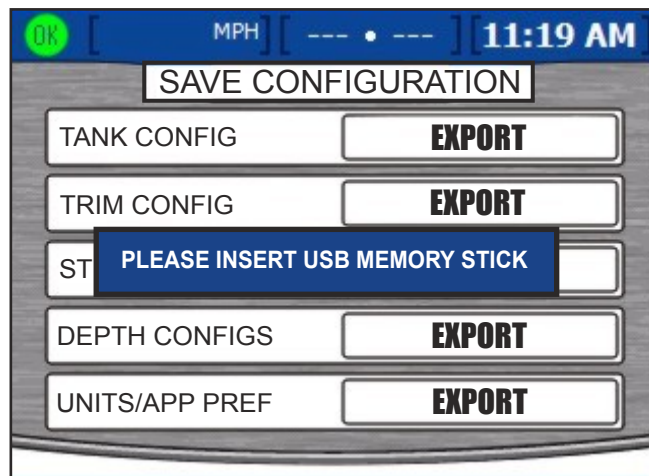 OK [ MPH ] [ --- • --- ] [ 11:19 AM ]
SAVE CONFIGURATION
TANK CONFIG EXPORT
TRIM CONFIG EXPORT
ST
PLEASE INSERT USB MEMORY STICK
DEPTH CONFIGS EXPORT
UNITS/APP PREF EXPORT